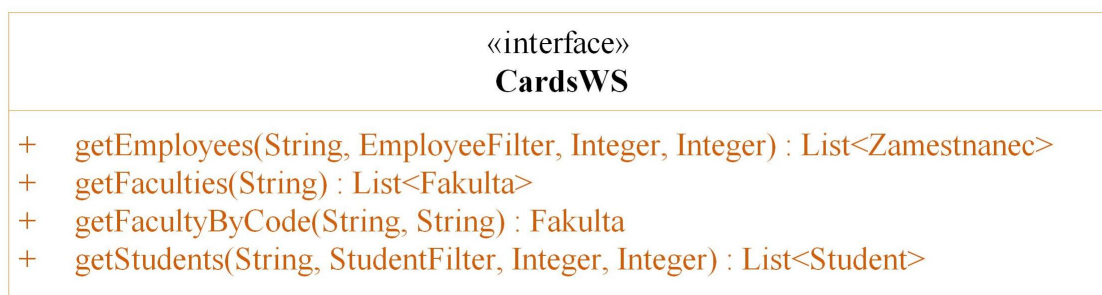 «interface»
CardsWS
+ getEmployees(String, EmployeeFilter, Integer, Integer) : List<Zamestnanec>
+ getFaculties(String) : List<Fakulta>
+ getFacultyByCode(String, String) : Fakulta
+ getStudents(String, StudentFilter, Integer, Integer) : List<Student>